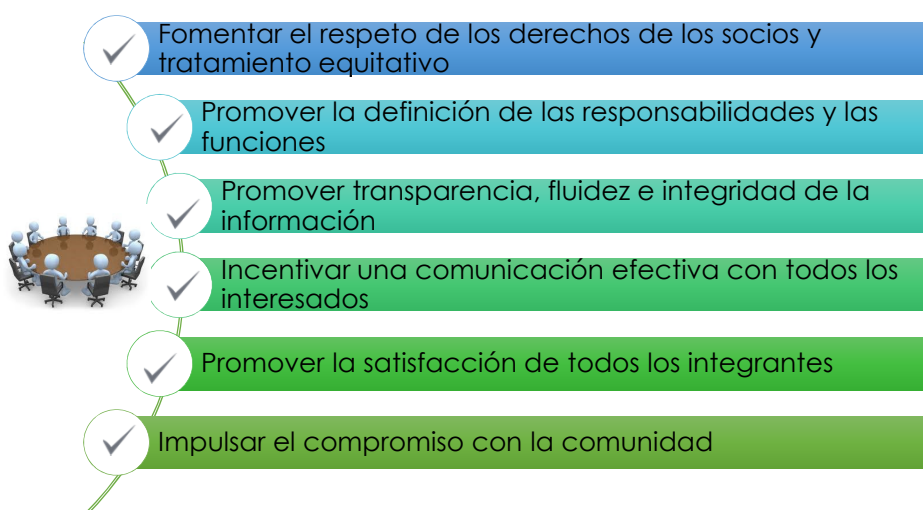 Fomentar el respeto de los derechos de los socios y
tratamiento equitativo
Promover la definición de las responsabilidades y las
funciones
Promover transparencia, fluidez e integridad de la
información
Incentivar una comunicación efectiva con todos los
interesados
Promover la satisfacción de todos los integrantes
Impulsar el compromiso con la comunidad